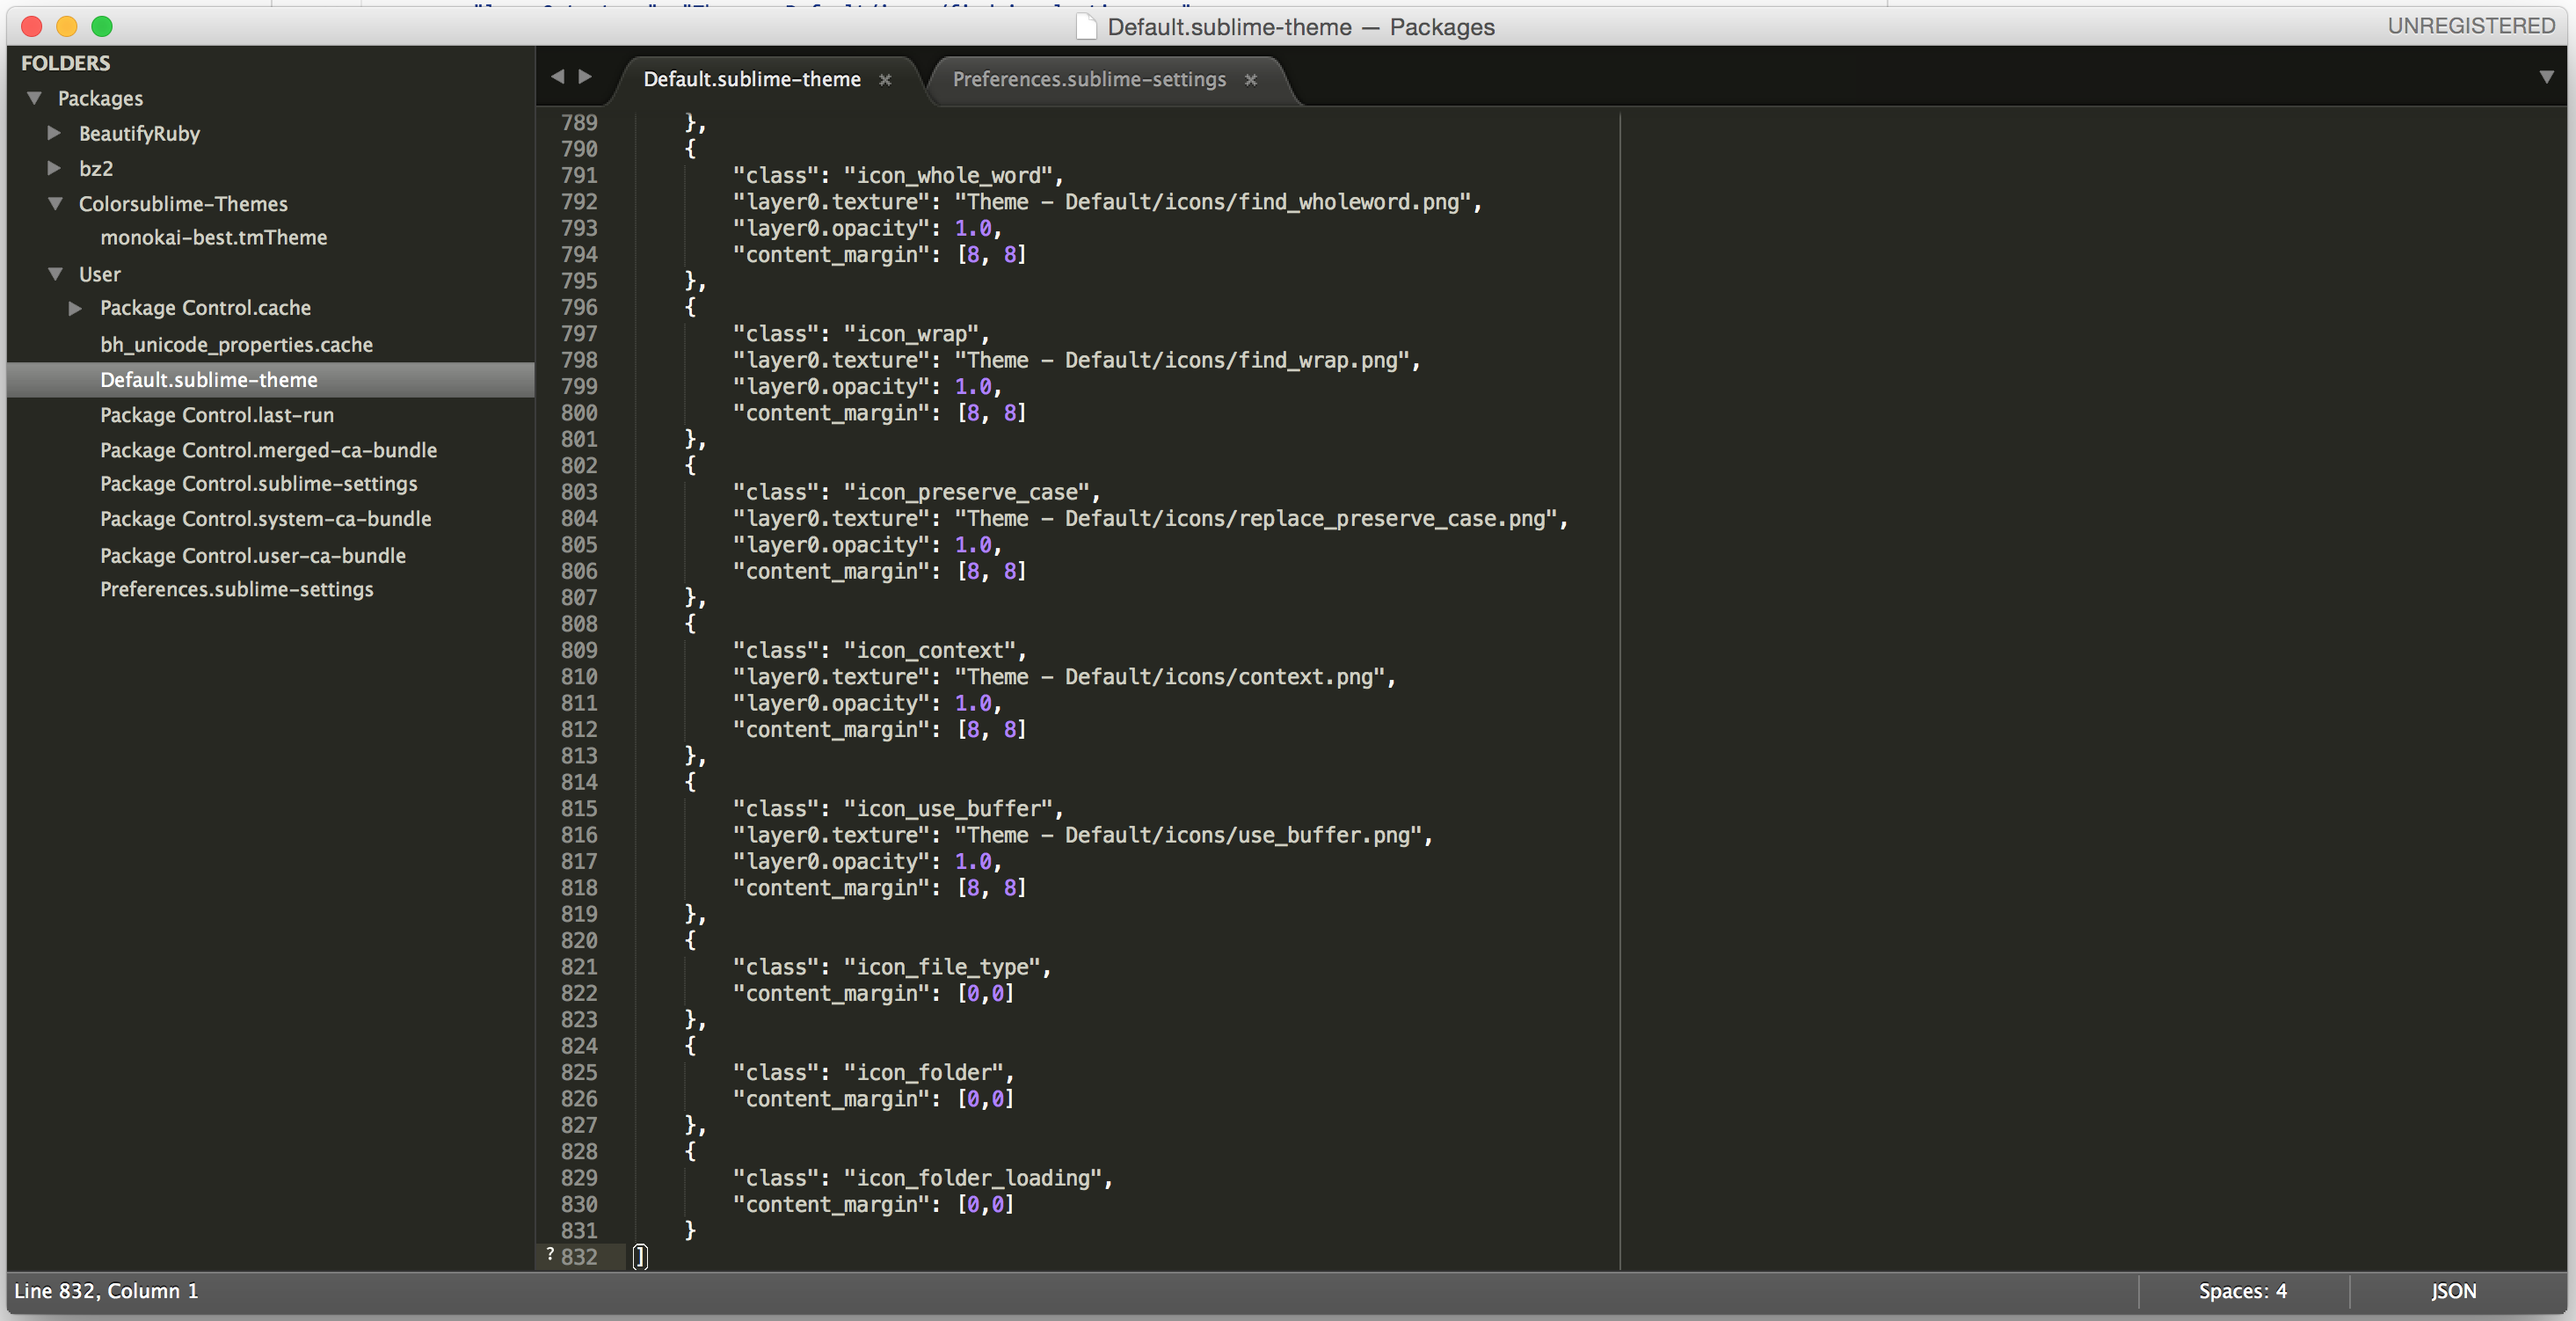 Default.sublime-theme — Packages
UNREGISTERED
FOLDERS
Packages
BeautifyRuby
bz2
Colorsublime-Themes
monokai-best.tmTheme
User
Package Control.cache
bh_unicode_properties.cache
Default.sublime-theme
Package Control.last-run
Package Control.merged-ca-bundle
Package Control.sublime-settings
Package Control.system-ca-bundle
Package Control.user-ca-bundle
Preferences.sublime-settings
Default.sublime-theme × Preferences.sublime-settings ×
789 },
790 {
791 "class": "icon_whole_word",
792 "layer0.texture": "Theme - Default/icons/find_wholeword.png",
793 "layer0.opacity": 1.0,
794 "content_margin": [8, 8]
795 },
796 {
797 "class": "icon_wrap",
798 "layer0.texture": "Theme - Default/icons/find_wrap.png",
799 "layer0.opacity": 1.0,
800 "content_margin": [8, 8]
801 },
802 {
803 "class": "icon_preserve_case",
804 "layer0.texture": "Theme - Default/icons/replace_preserve_case.png",
805 "layer0.opacity": 1.0,
806 "content_margin": [8, 8]
807 },
808 {
809 "class": "icon_context",
810 "layer0.texture": "Theme - Default/icons/context.png",
811 "layer0.opacity": 1.0,
812 "content_margin": [8, 8]
813 },
814 {
815 "class": "icon_use_buffer",
816 "layer0.texture": "Theme - Default/icons/use_buffer.png",
817 "layer0.opacity": 1.0,
818 "content_margin": [8, 8]
819 },
820 {
821 "class": "icon_file_type",
822 "content_margin": [0,0]
823 },
824 {
825 "class": "icon_folder",
826 "content_margin": [0,0]
827 },
828 {
829 "class": "icon_folder_loading",
830 "content_margin": [0,0]
831 }
? 832 ]
Line 832, Column 1
Spaces: 4
JSON